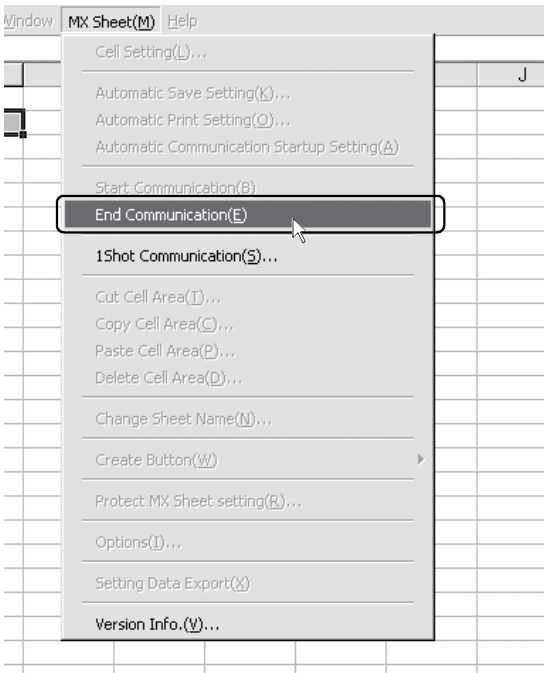 Window MX Sheet(M) Help
Cell Setting(L)...
J
Automatic Save Setting(K)...
Automatic Print Setting(O)...
Automatic Communication Startup Setting(A)
Start Communication(B)
End Communication(E)
1Shot Communication(S)...
Cut Cell Area(T)...
Copy Cell Area(C)...
Paste Cell Area(P)...
Delete Cell Area(D)...
Change Sheet Name(N)...
Create Button(W)
Protect MX Sheet setting(R)...
Options(I)...
Setting Data Export(X)
Version Info.(V)...